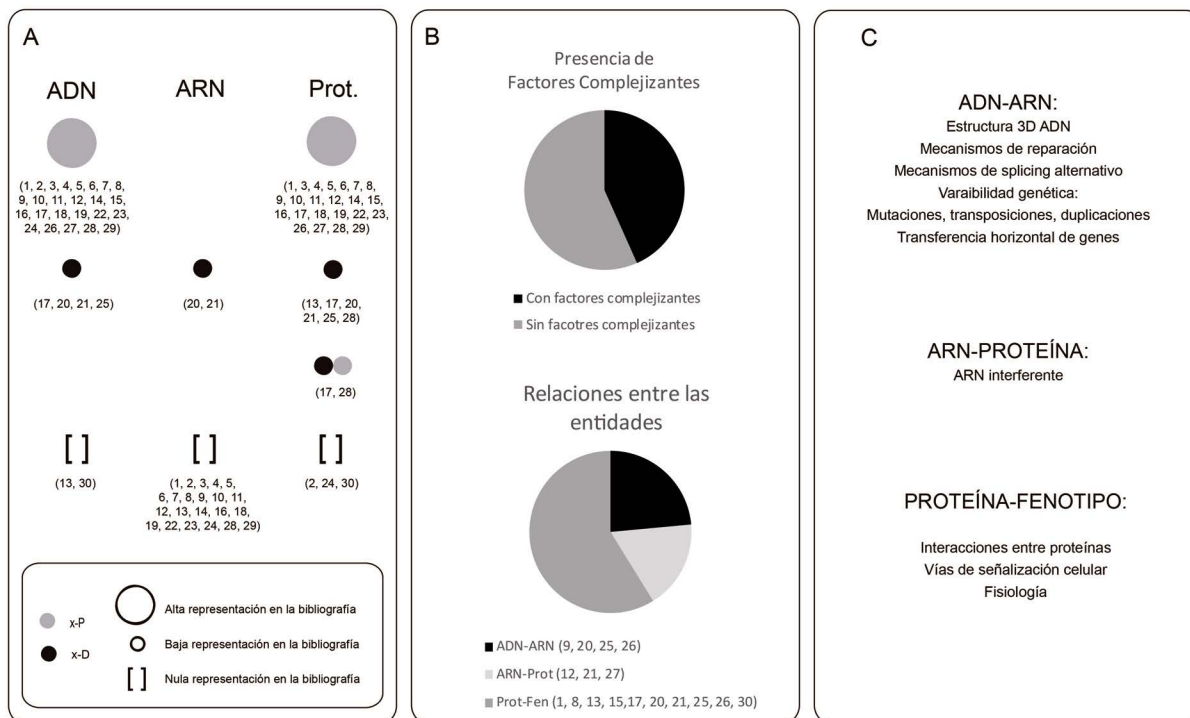 A
ADN
ARN
Prot.
(1, 2, 3, 4, 5, 6, 7, 8,
9, 10, 11, 12, 14, 15,
16, 17, 18, 19, 22, 23,
24, 26, 27, 28, 29)
(1, 3, 4, 5, 6, 7, 8,
9, 10, 11, 12, 14, 15,
16, 17, 18, 19, 22, 23,
26, 27, 28, 29)
(17, 20, 21, 25)
(20, 21)
(13, 17, 20,
21, 25, 28)
(17, 28)
[ ]
[ ]
[ ]
(13, 30)
(1, 2, 3, 4, 5,
6, 7, 8, 9, 10, 11,
12, 13, 14, 16, 18,
19, 22, 23, 24, 28, 29)
(2, 24, 30)
x-P
x-D
Alta representación en la bibliografía
Baja representación en la bibliografía
[ ] Nula representación en la bibliografía
B
Presencia de
Factores Complejizantes
Con factores complejizantes
Sin facotres complejizantes
Relaciones entre las
entidades
ADN-ARN (9, 20, 25, 26)
ARN-Prot (12, 21, 27)
Prot-Fen (1, 8, 13, 15,17, 20, 21, 25, 26, 30)
C
ADN-ARN:
Estructura 3D ADN
Mecanismos de reparación
Mecanismos de splicing alternativo
Varaibilidad genética:
Mutaciones, transposiciones, duplicaciones
Transferencia horizontal de genes
ARN-PROTEÍNA:
ARN interferente
PROTEÍNA-FENOTIPO:
Interacciones entre proteínas
Vías de señalización celular
Fisiología